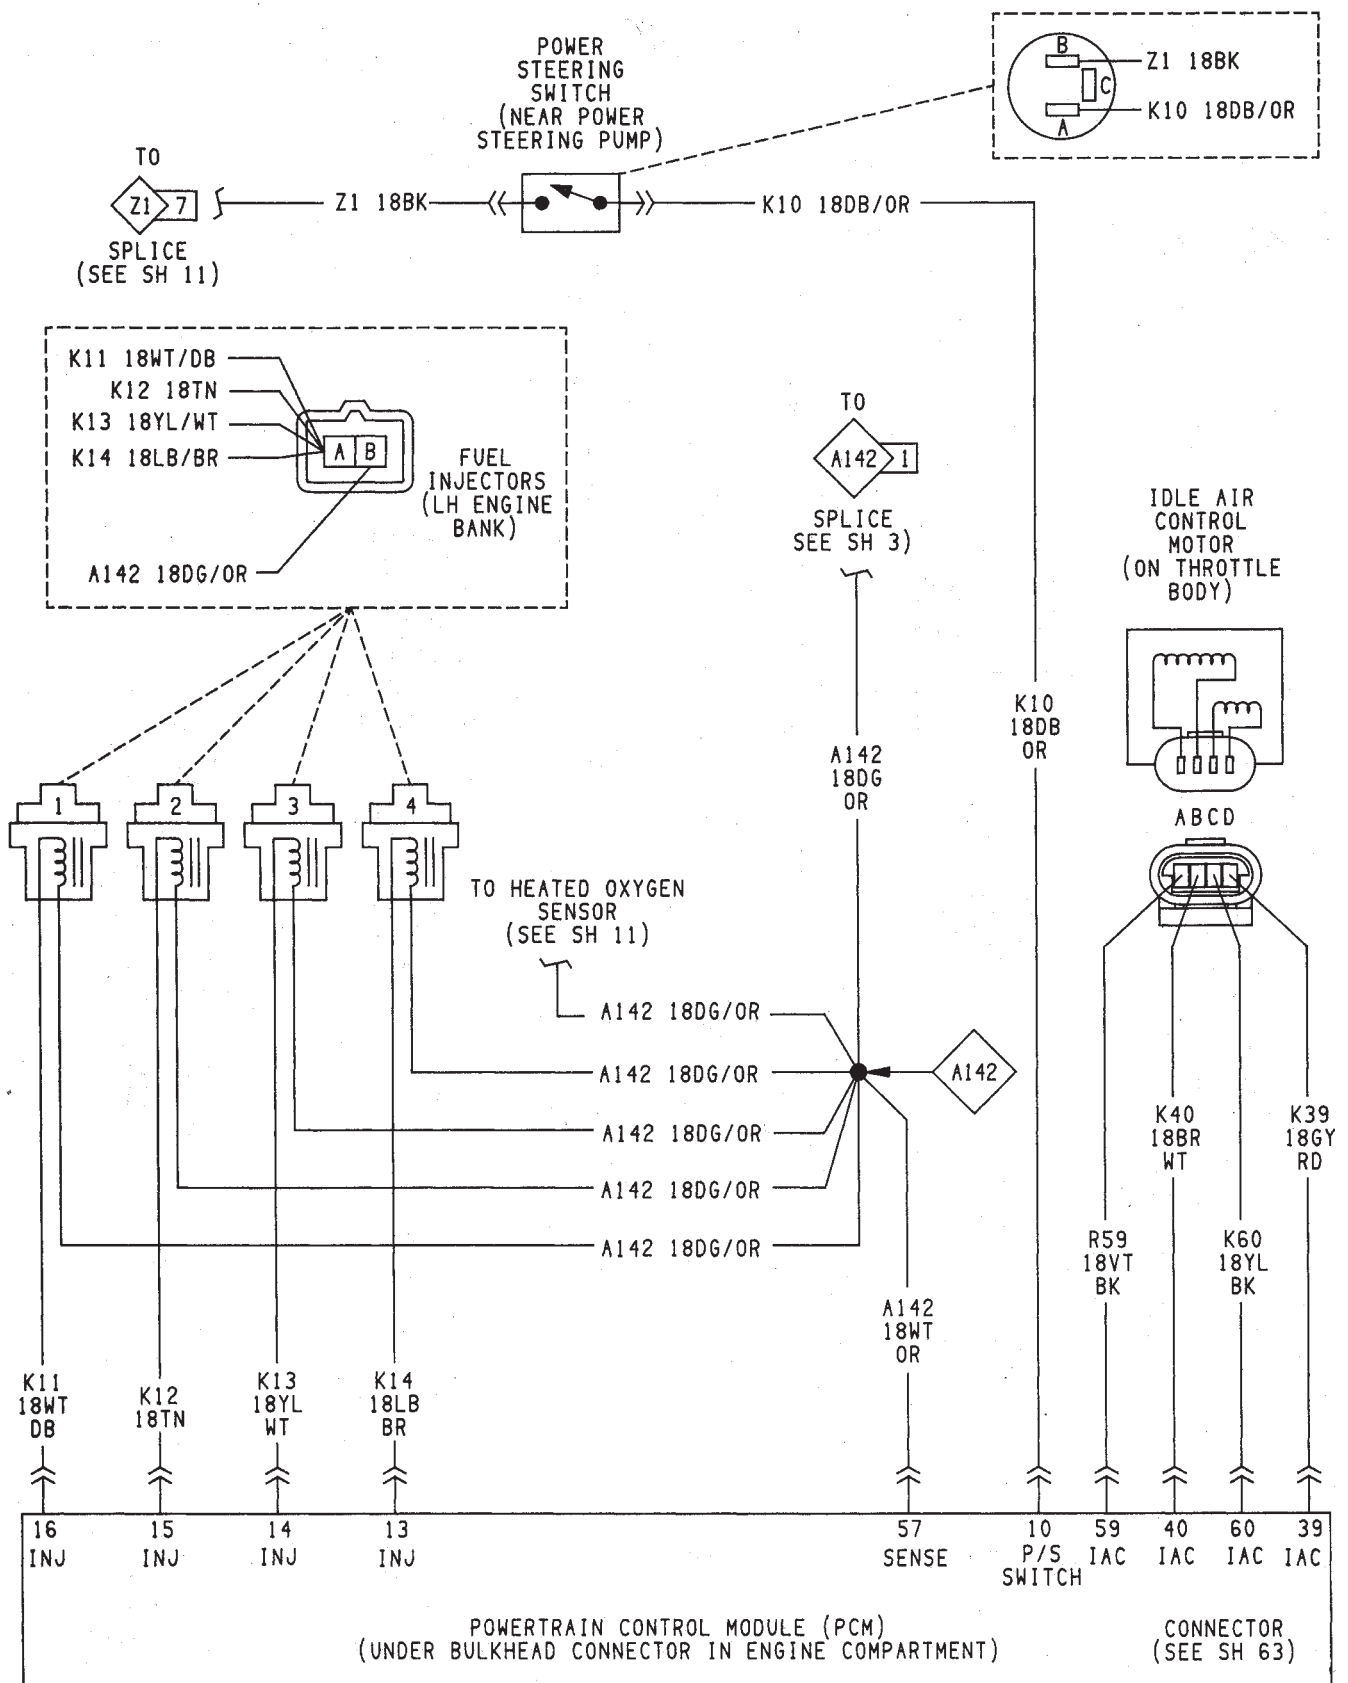 POWER
STEERING
SWITCH
(NEAR POWER
STEERING PUMP)
B
C
A
Z1 18BK
K10 18DB/OR
TO
Z1 7
SPLICE
(SEE SH 11)
Z1 18BK
K10 18DB/OR
K11 18WT/DB
K12 18TN
K13 18YL/WT
K14 18LB/BR
A B
FUEL
INJECTORS
(LH ENGINE
BANK)
A142 18DG/OR
TO
A142 1
SPLICE
SEE SH 3)
IDLE AIR
CONTROL
MOTOR
(ON THROTTLE
BODY)
K10
18DB
OR
A142
18DG
OR
1 2 3 4
ABCD
TO HEATED OXYGEN
SENSOR
(SEE SH 11)
A142 18DG/OR
A142 18DG/OR
A142
A142 18DG/OR
A142 18DG/OR
A142 18DG/OR
K40
18BR
WT
K39
18GY
RD
R59
18VT
BK
K60
18YL
BK
A142
18WT
OR
K11
18WT
DB
K12
18TN
K13
18YL
WT
K14
18LB
BR
16
INJ
15
INJ
14
INJ
13
INJ
57
SENSE
10
P/S
SWITCH
59
IAC
40
IAC
60
IAC
39
IAC
POWERTRAIN CONTROL MODULE (PCM)
(UNDER BULKHEAD CONNECTOR IN ENGINE COMPARTMENT)
CONNECTOR
(SEE SH 63)